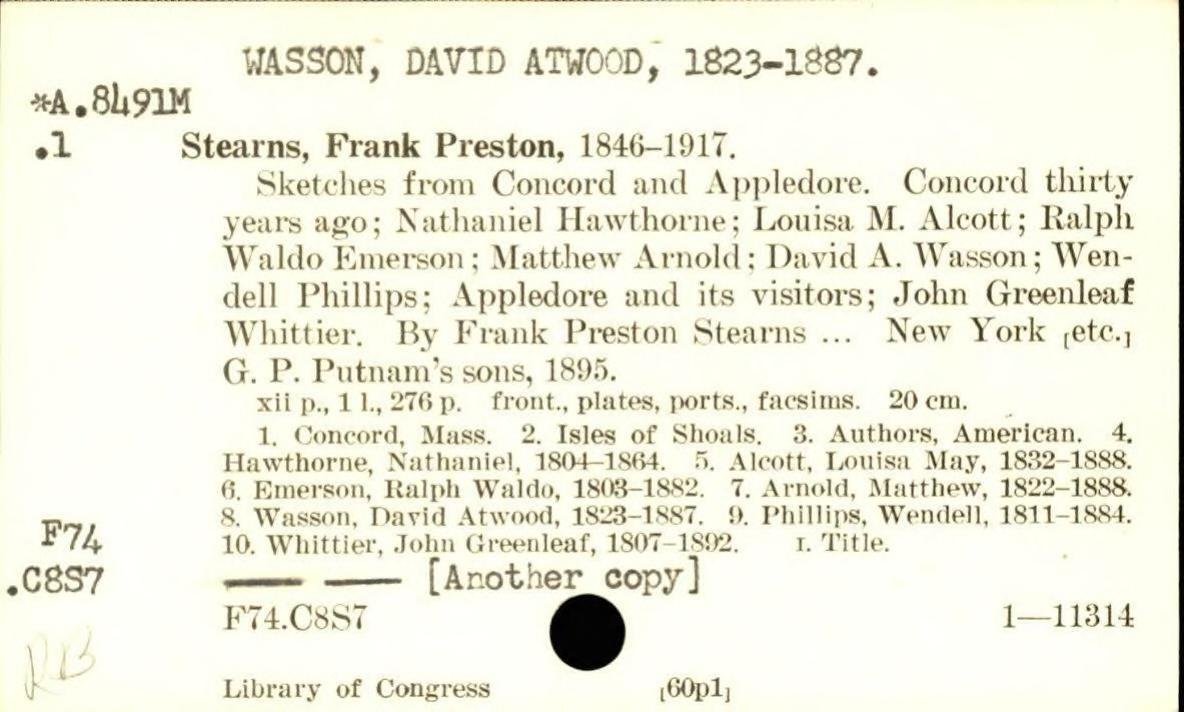 WASSON, DAVID ATWOOD, 1823-1887.
*A.8491M
.1 Stearns, Frank Preston, 1846–1917.
Sketches from Concord and Appledore. Concord thirty
years ago; Nathaniel Hawthorne; Louisa M. Alcott; Ralph
Waldo Emerson; Matthew Arnold; David A. Wasson; Wen-
dell Phillips; Appledore and its visitors; John Greenleaf
Whittier. By Frank Preston Stearns ... New York [etc.]
G. P. Putnam's sons, 1895.
xii p., 1 l., 276 p. front., plates, ports., facsims. 20 cm.
1. Concord, Mass. 2. Isles of Shoals. 3. Authors, American. 4.
Hawthorne, Nathaniel, 1804–1864. 5. Alcott, Louisa May, 1832–1888.
6. Emerson, Ralph Waldo, 1803–1882. 7. Arnold, Matthew, 1822–1888.
8. Wasson, David Atwood, 1823–1887. 9. Phillips, Wendell, 1811–1884.
10. Whittier, John Greenleaf, 1807–1892. I. Title.
F74
.C8S7 —— —— [Another copy]
F74.C8S7 1—11314
RB
Library of Congress [60p1]